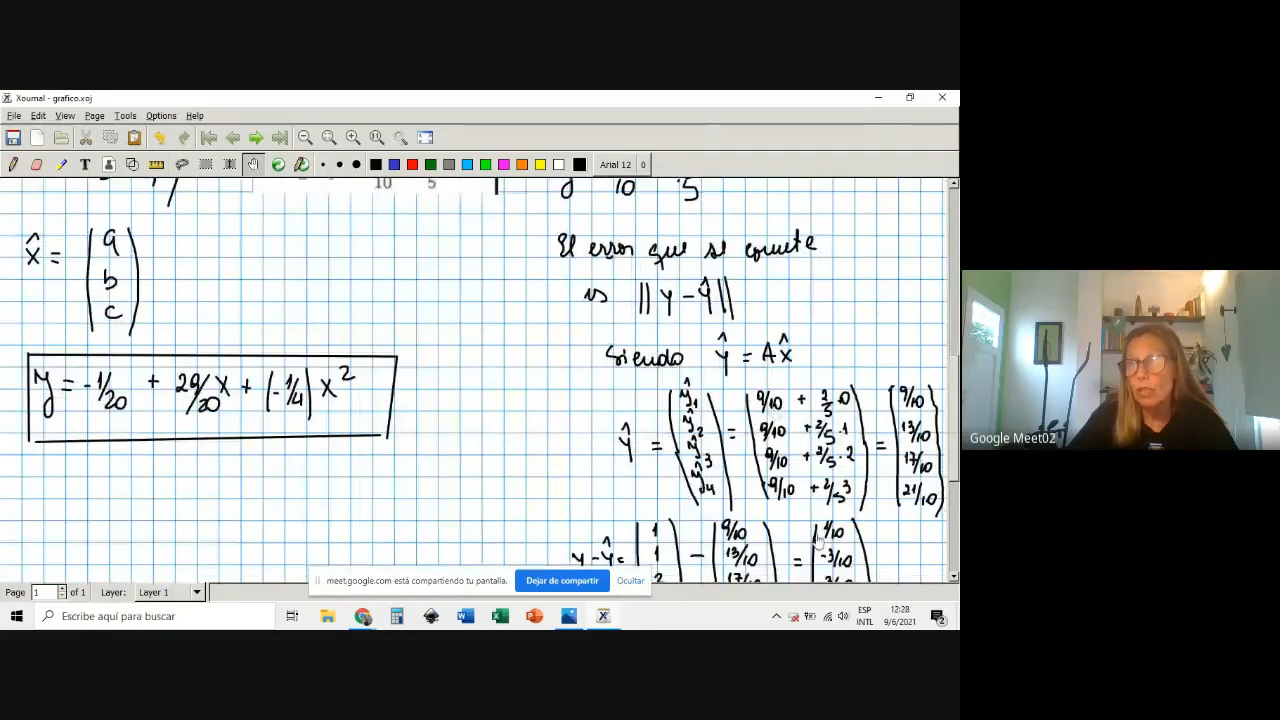 Xournal - grafico.xoj
File Edit View Page Tools Options Help
Arial 12 0
10 5
y 10 5
X̂ = (a
b
c)
y = -1/20 + 29/20 x + (-1/4) x²
El error que se comete
es ||y - ŷ||
Siendo Ŷ = AX̂
Ŷ = (ŷ1 ŷ2 ŷ3 ŷ4) =
9/10 + 2/5·0
9/10 + 2/5·1
9/10 + 2/5·2
9/10 + 2/5 3
=
9/10
13/10
17/10
21/10
y - Ŷ = 1 - 9/10 = 1/10
1 13/10 -3/10
2 17/10
Google Meet02
meet.google.com está compartiendo tu pantalla. Dejar de compartir Ocultar
Page 1 of 1 Layer: Layer 1
Escribe aquí para buscar
ESP
INTL
12:28
9/6/2021
2